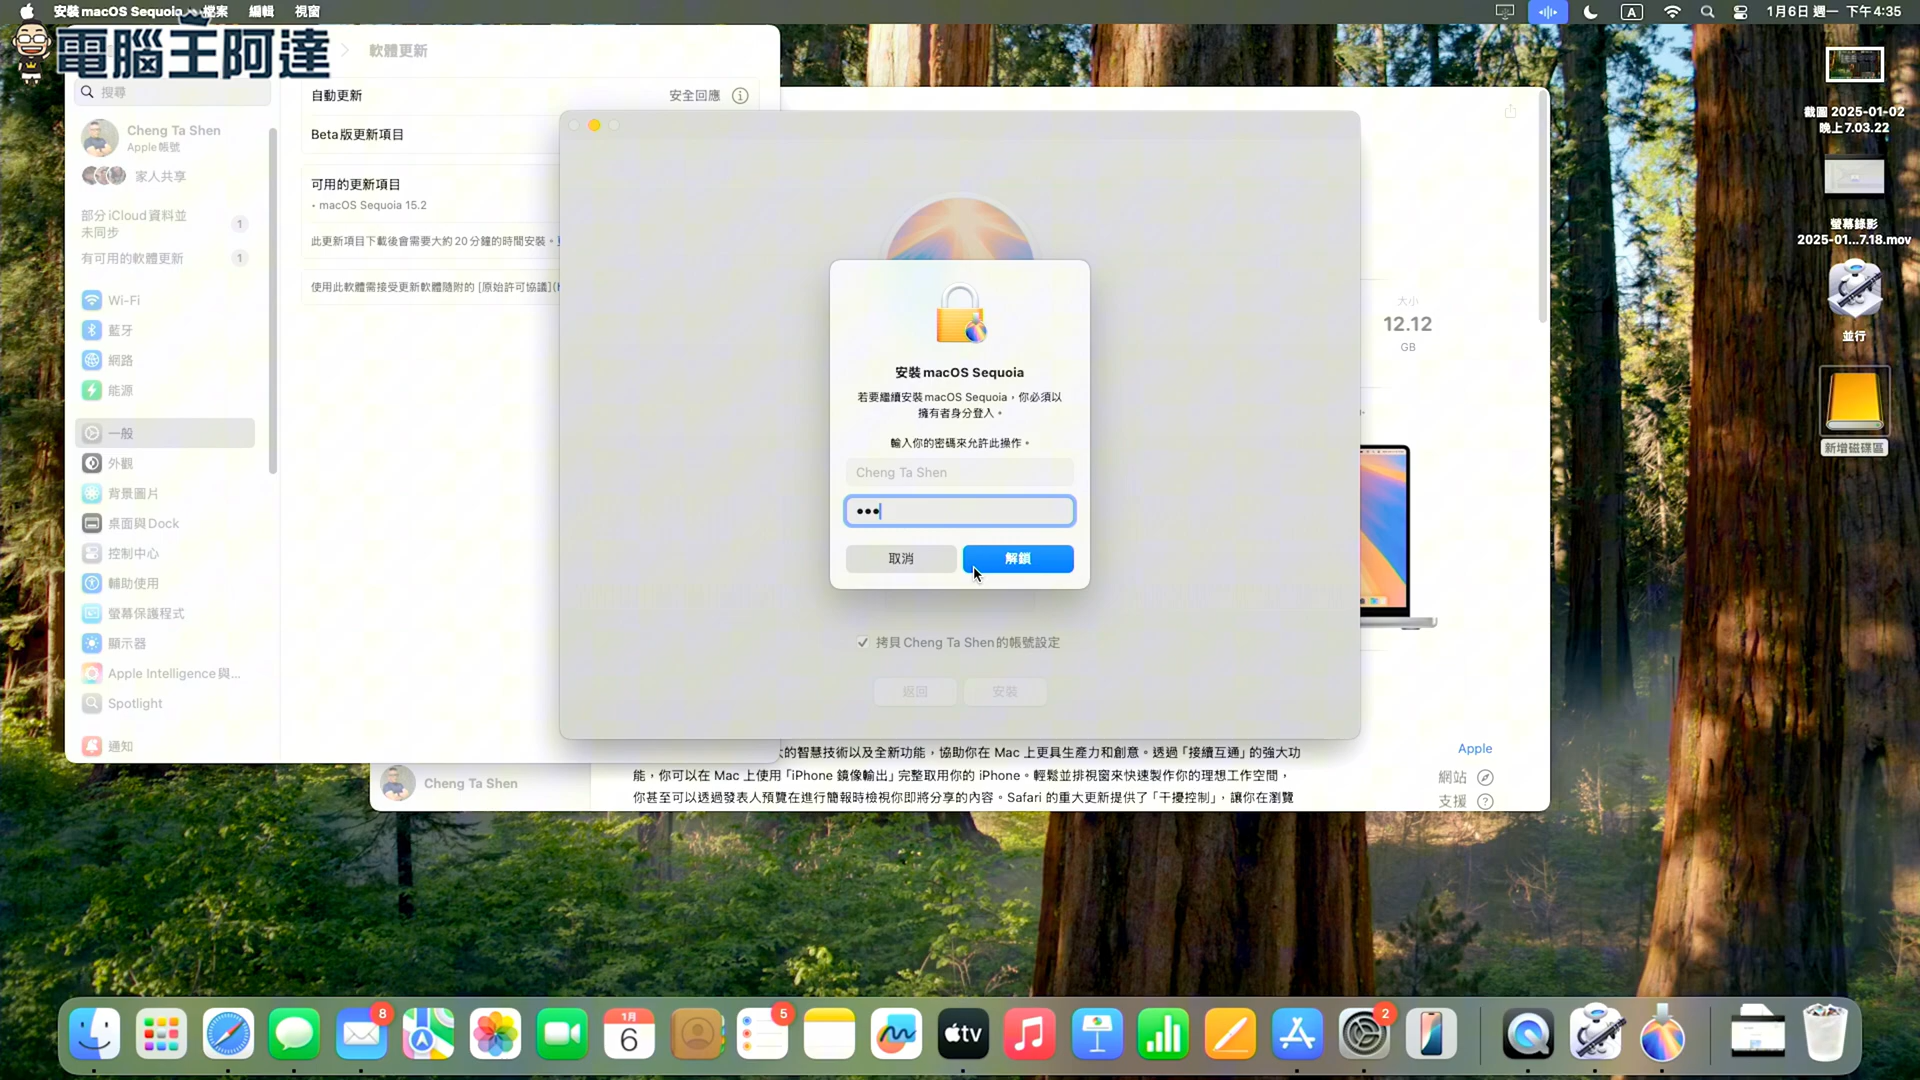 安裝 macOS Sequoia 檔案 編輯 視窗
A 1月6日 週一 下午4:35
電腦王阿達
軟體更新
搜尋
Cheng Ta Shen
Apple 帳號
家人共享
部分 iCloud 資料並
未同步
1
有可用的軟體更新
1
Wi-Fi
藍牙
網路
能源
一般
外觀
背景圖片
桌面與 Dock
控制中心
輔助使用
螢幕保護程式
顯示器
Apple Intelligence 與...
Spotlight
通知
自動更新
安全回應
Beta 版更新項目
可用的更新項目
• macOS Sequoia 15.2
此更新項目下載後會需要大約 20 分鐘的時間安裝。
使用此軟體需接受更新軟體隨附的 [原始許可協議](
安裝 macOS Sequoia
若要繼續安裝 macOS Sequoia，你必須以
擁有者身分登入。
輸入你的密碼來允許此操作。
Cheng Ta Shen
•••
取消
解鎖
拷貝 Cheng Ta Shen 的帳號設定
返回
安裝
大小
12.12
GB
的智慧技術以及全新功能，協助你在 Mac 上更具生產力和創意。透過「接續互通」的強大功
能，你可以在 Mac 上使用「iPhone 鏡像輸出」完整取用你的 iPhone。輕鬆並排視窗來快速製作你的理想工作空間，
你甚至可以透過發表人預覽在進行簡報時檢視你即將分享的內容。Safari 的重大更新提供了「干擾控制」，讓你在瀏覽
Apple
網站
支援
Cheng Ta Shen
截圖 2025-01-02
晚上7.03.22
螢幕錄影
2025-01...7.18.mov
並行
新增磁碟區
8
1月
6
5
tv
2